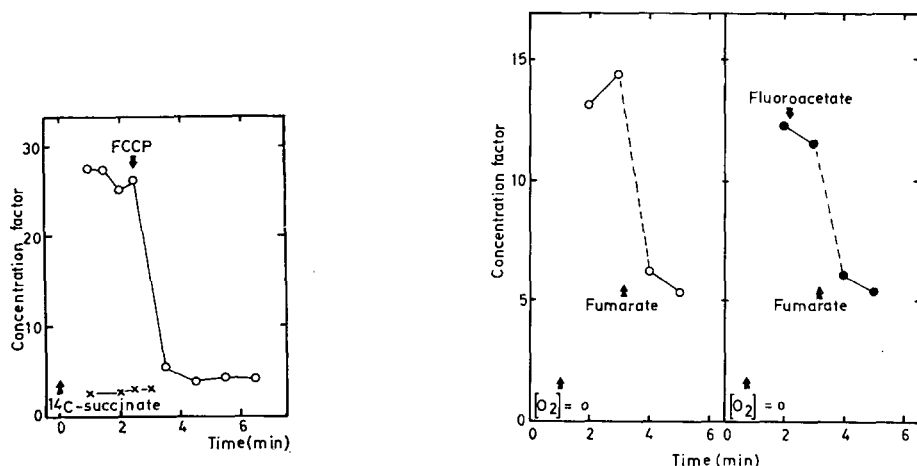 Concentration factor
30
20
10
0
FCCP
14C-succinate
0 2 4 6
Time(min)
Concentration factor
15
10
5
0
Fumarate
[O2]= o
0 2 4 6
Fluoroacetate
Fumarate
[O2]= o
0 2 4 6
Time (min)